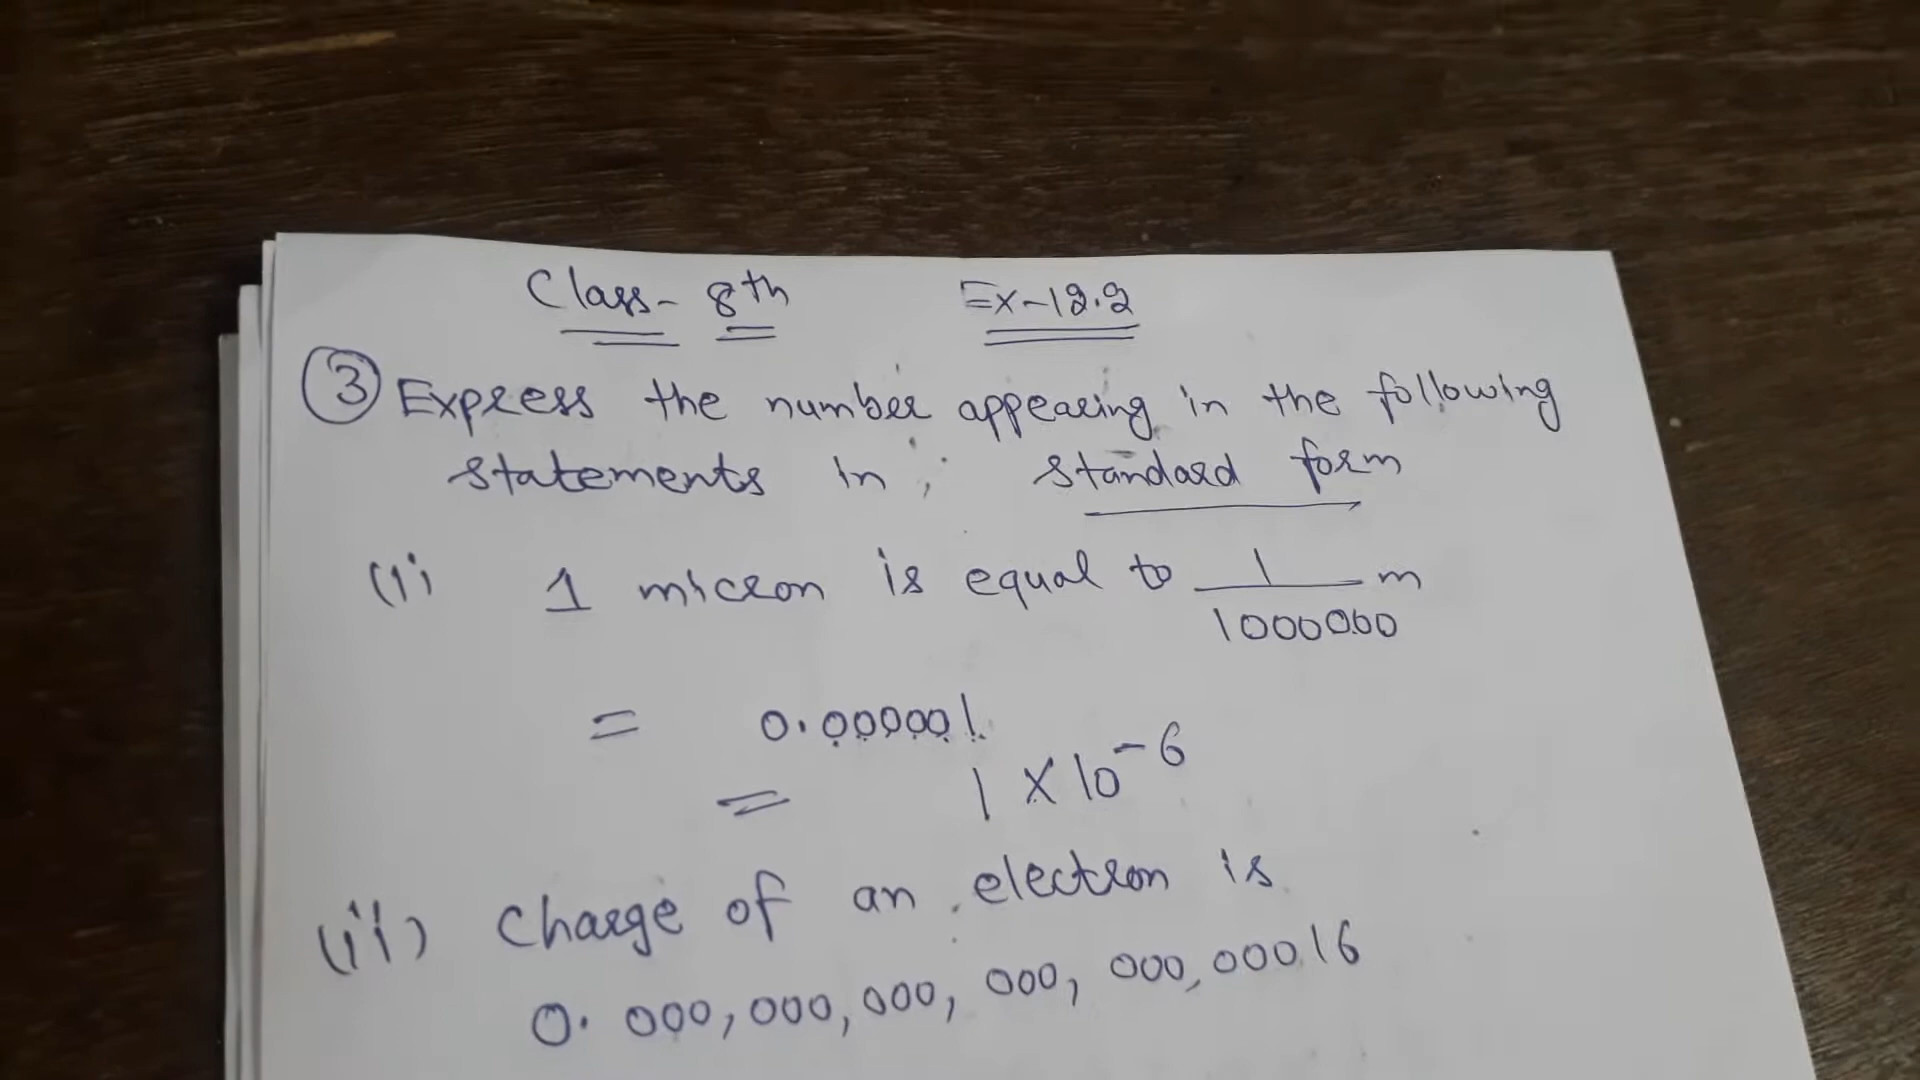 Class- 8th Ex-12.2
3 Express the number appearing in the following
statements in, standard form
(i) 1 micron is equal to 1/1000000 m
= 0.000001
= 1 × 10⁻⁶
(ii) Charge of an electron is
0. 000,000,000, 000, 000,000 16